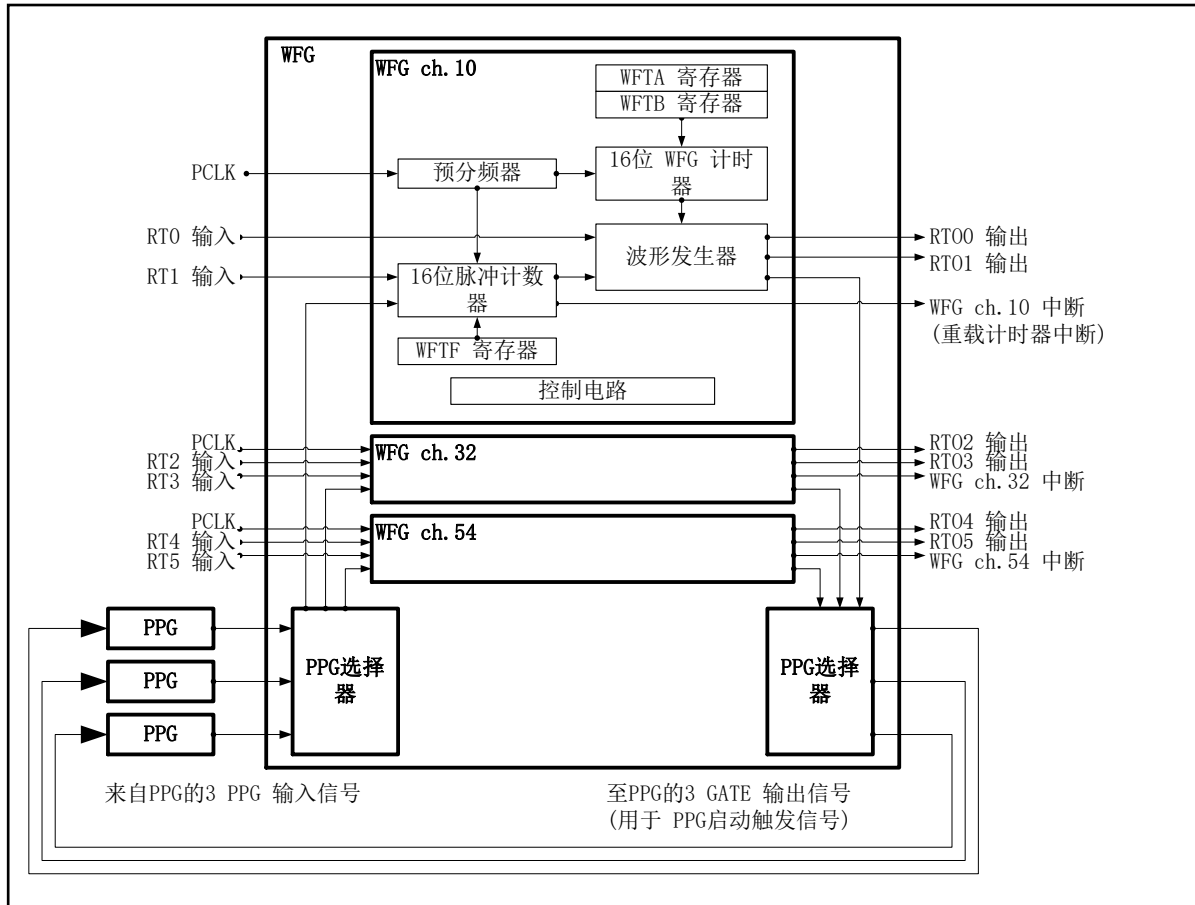 WFG
WFG ch.10
WFTA 寄存器
WFTB 寄存器
PCLK
预分频器
16位 WFG 计时
器
RT0 输入
波形发生器
RTO0 输出
RTO1 输出
RT1 输入
16位脉冲计数
器
WFG ch.10 中断
(重载计时器中断)
WFTF 寄存器
控制电路
PCLK
RT2 输入
RT3 输入
WFG ch.32
RTO2 输出
RTO3 输出
WFG ch.32 中断
PCLK
RT4 输入
RT5 输入
WFG ch.54
RTO4 输出
RTO5 输出
WFG ch.54 中断
PPG
PPG
PPG
PPG选择
器
PPG选择
器
来自PPG的3 PPG 输入信号
至PPG的3 GATE 输出信号
(用于 PPG启动触发信号)